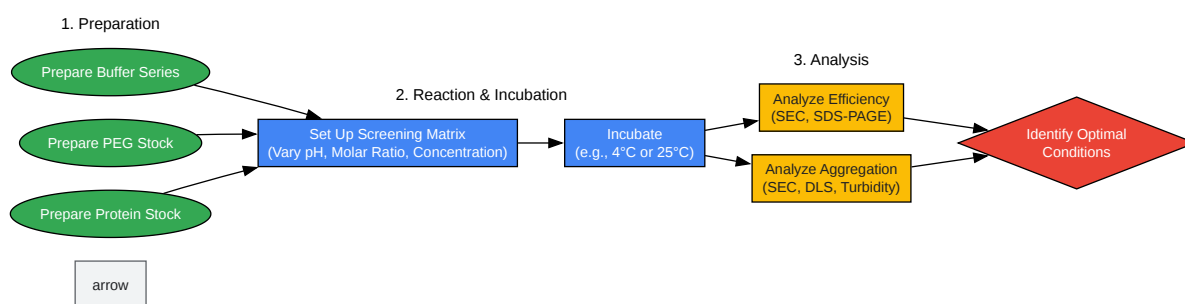 1. Preparation
Prepare Buffer Series
Prepare PEG Stock
Prepare Protein Stock
arrow
2. Reaction & Incubation
Set Up Screening Matrix
(Vary pH, Molar Ratio, Concentration)
Incubate
(e.g., 4°C or 25°C)
3. Analysis
Analyze Efficiency
(SEC, SDS-PAGE)
Analyze Aggregation
(SEC, DLS, Turbidity)
Identify Optimal
Conditions